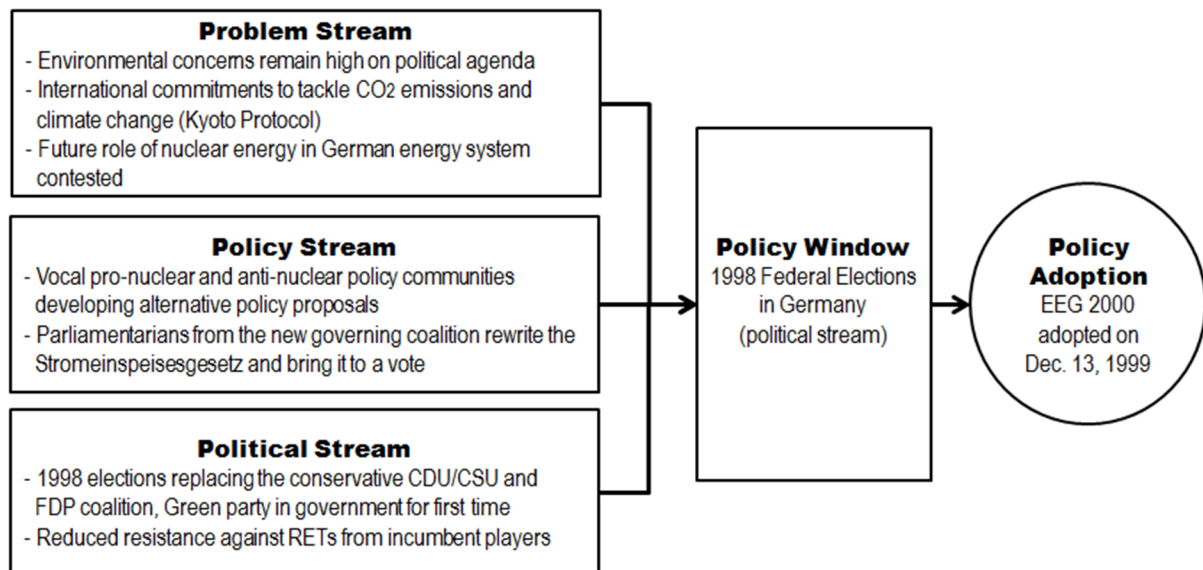 Problem Stream
- Environmental concerns remain high on political agenda
- International commitments to tackle CO2 emissions and
climate change (Kyoto Protocol)
- Future role of nuclear energy in German energy system
contested
Policy Stream
- Vocal pro-nuclear and anti-nuclear policy communities
developing alternative policy proposals
- Parliamentarians from the new governing coalition rewrite the
Stromeinspeisesgesetz and bring it to a vote
Political Stream
- 1998 elections replacing the conservative CDU/CSU and
FDP coalition, Green party in government for first time
- Reduced resistance against RETs from incumbent players
Policy Window
1998 Federal Elections
in Germany
(political stream)
Policy
Adoption
EEG 2000
adopted on
Dec. 13, 1999